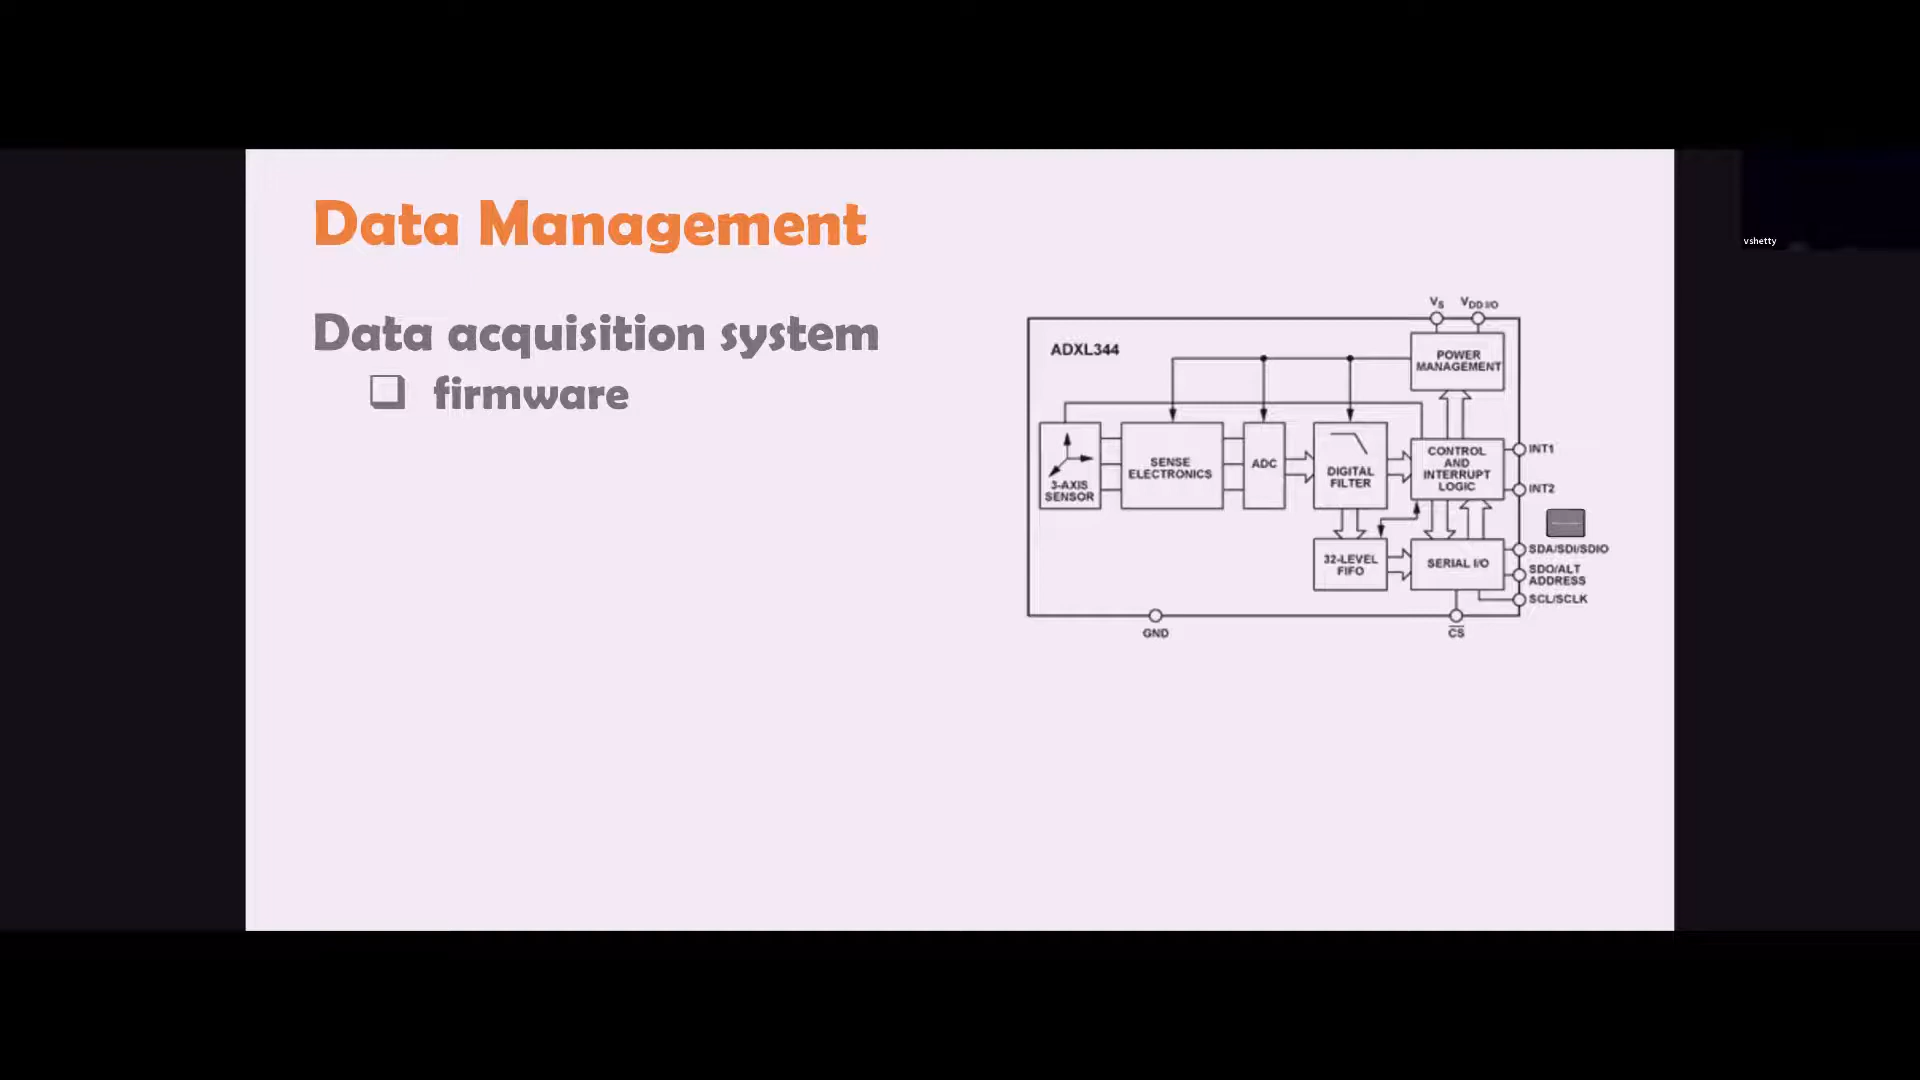 vshetty
Data Management
Data acquisition system
❑ firmware
VS VDD I/O
ADXL344
POWER
MANAGEMENT
3-AXIS
SENSOR
SENSE
ELECTRONICS
ADC
DIGITAL
FILTER
CONTROL
AND
INTERRUPT
LOGIC
INT1
INT2
32-LEVEL
FIFO
SERIAL I/O
SDA/SDI/SDIO
SDO/ALT
ADDRESS
SCL/SCLK
GND
CS